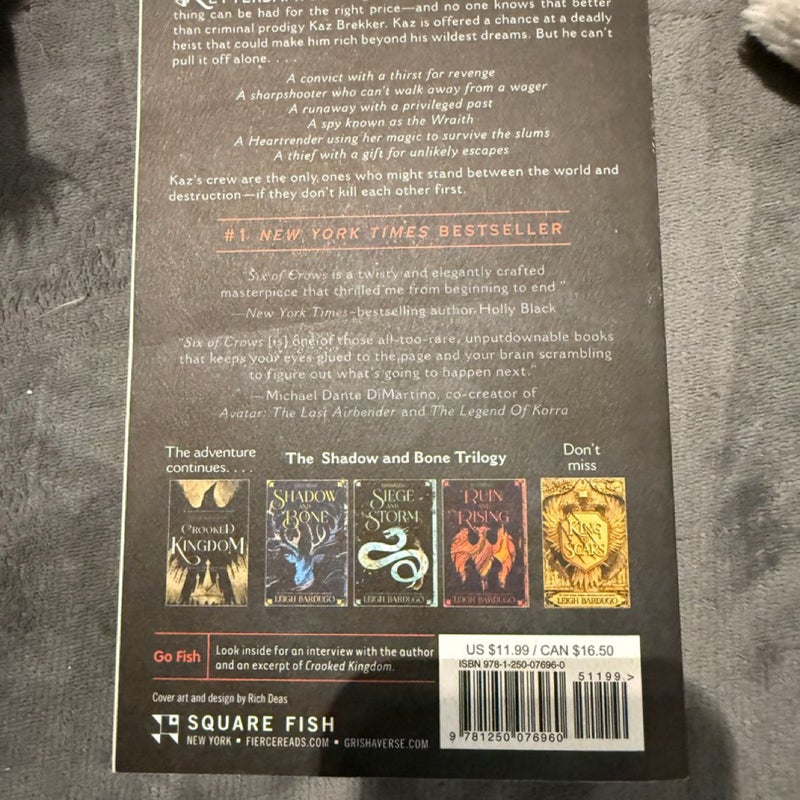 thing can be had for the right price—and no one knows that better
than criminal prodigy Kaz Brekker. Kaz is offered a chance at a deadly
heist that could make him rich beyond his wildest dreams. But he can't
pull it off alone. . . .
A convict with a thirst for revenge
A sharpshooter who can't walk away from a wager
A runaway with a privileged past
A spy known as the Wraith
A Heartrender using her magic to survive the slums
A thief with a gift for unlikely escapes
Kaz's crew are the only ones who might stand between the world and
destruction—if they don't kill each other first.
#1 NEW YORK TIMES BESTSELLER
"Six of Crows is a twisty and elegantly crafted
masterpiece that thrilled me from beginning to end."
—New York Times–bestselling author Holly Black
"Six of Crows [is] one of those all-too-rare, unputdownable books
that keeps your eyes glued to the page and your brain scrambling
to figure out what's going to happen next."
—Michael Dante DiMartino, co-creator of
Avatar: The Last Airbender and The Legend Of Korra
The adventure
continues. . . .
The Shadow and Bone Trilogy
Don't
miss
CROOKED
KINGDOM
SHADOW
AND
BONE
LEIGH BARDUGO
SIEGE
AND
STORM
LEIGH BARDUGO
RUIN
AND
RISING
LEIGH BARDUGO
KING
OF
SCARS
LEIGH BARDUGO
Go Fish
Look inside for an interview with the author
and an excerpt of Crooked Kingdom.
US $11.99 / CAN $16.50
ISBN 978-1-250-07696-0
51199
9 781250 076960
Cover art and design by Rich Deas
SQUARE FISH
NEW YORK • FIERCEREADS.COM • GRISHAVERSE.COM